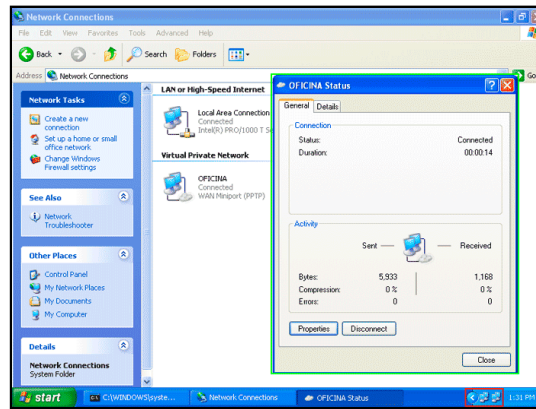 Network Connections
File Edit View Favorites Tools Advanced Help
Back Search Folders
Address Network Connections Go
Network Tasks
Create a new connection
Set up a home or small office network
Change Windows Firewall settings
See Also
Network Troubleshooter
Other Places
Control Panel
My Network Places
My Documents
My Computer
Details
Network Connections
System Folder
LAN or High-Speed Internet
Local Area Connection
Connected
Intel(R) PRO/1000 T
Virtual Private Network
OFICINA
Connected
WAN Miniport (PPTP)
OFICINA Status
General Details
Connection
Status: Connected
Duration: 00:00:14
Activity
Sent Received
Bytes: 5,933 1,168
Compression: 0 % 0 %
Errors: 0 0
Properties Disconnect
Close
start C:\WINDOWS\syste... Network Connections OFICINA Status 1:31 PM